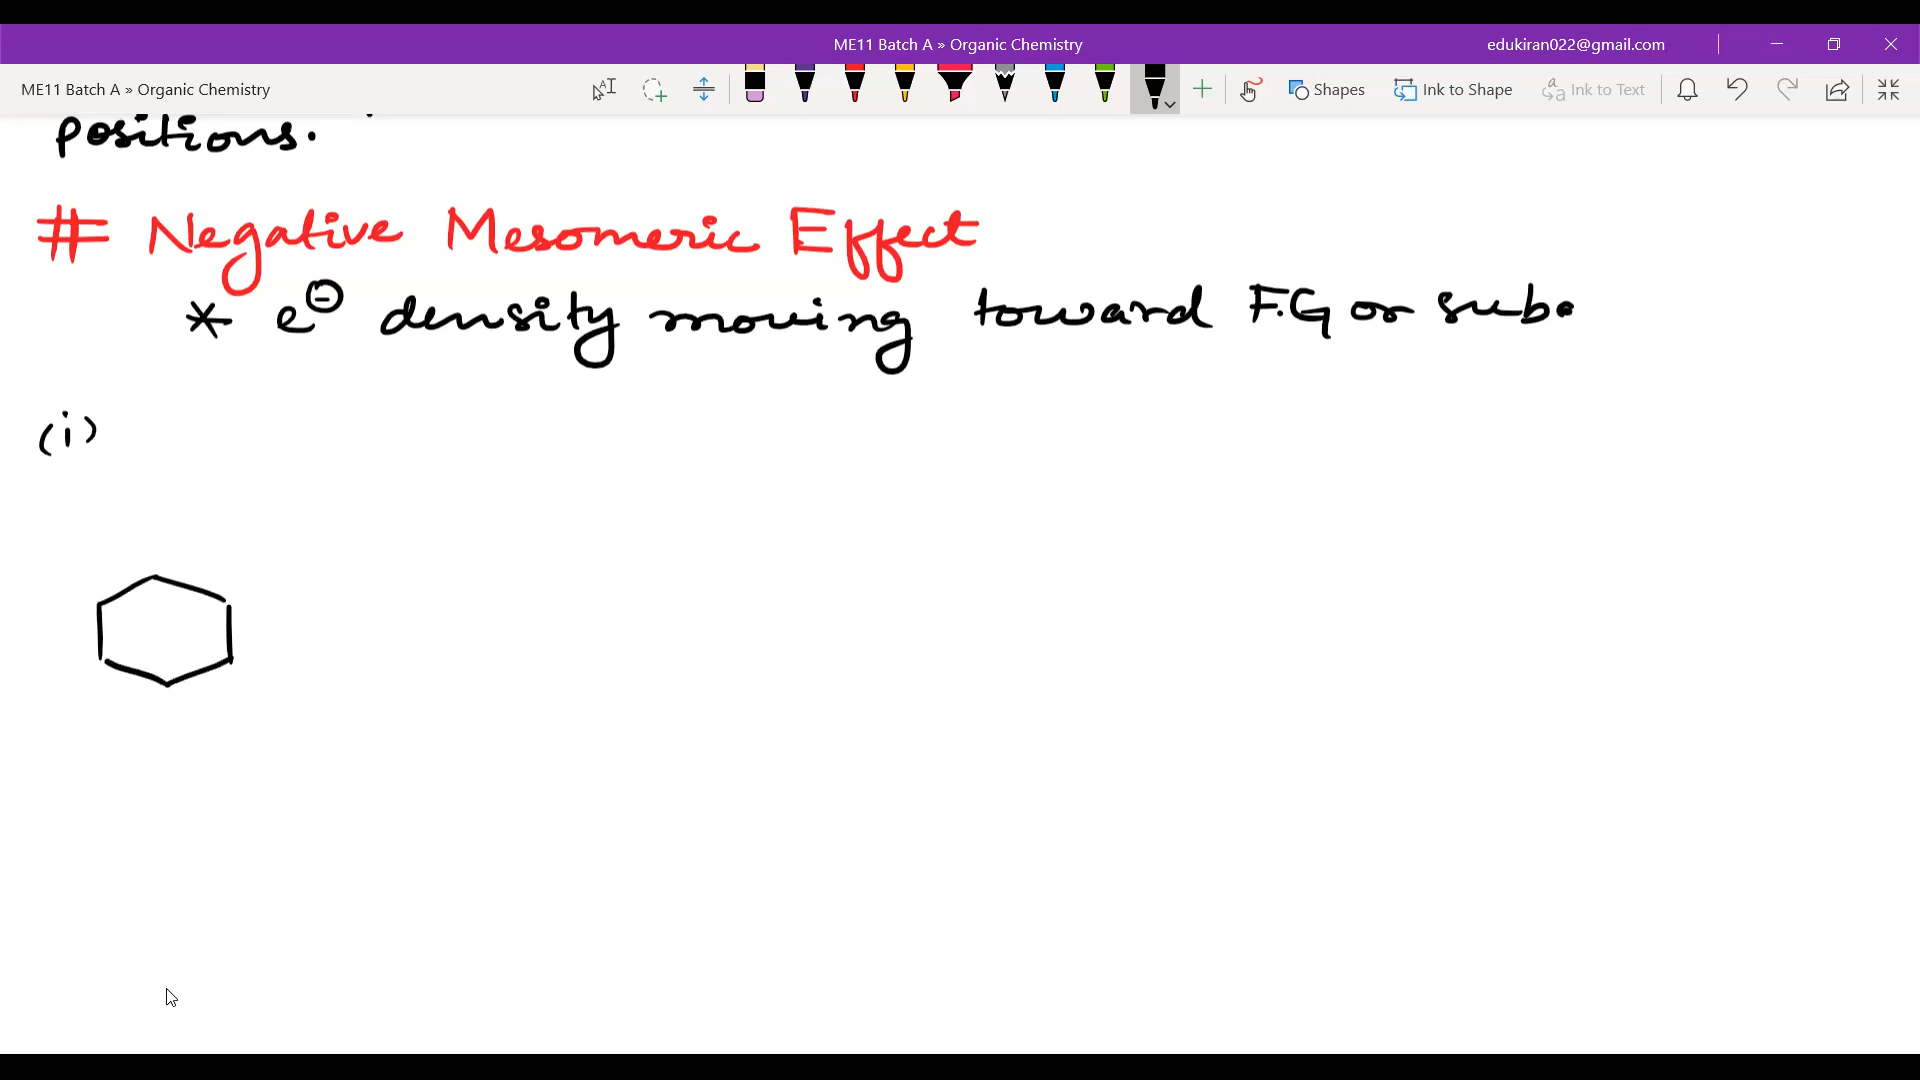 ME11 Batch A » Organic Chemistry
edukiran022@gmail.com
ME11 Batch A » Organic Chemistry
Shapes
Ink to Shape
Ink to Text
positions.
# Negative Mesomeric Effect
* e⊖ density moving toward F.G or sub.
(i)